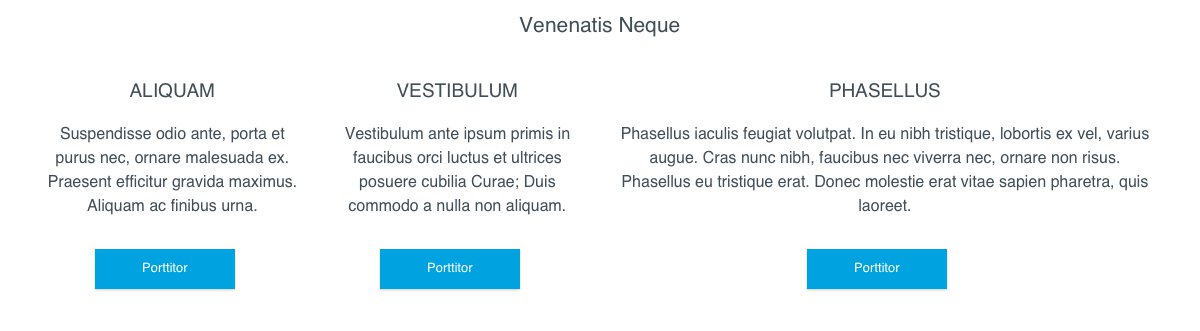 Venenatis Neque
ALIQUAM
Suspendisse odio ante, porta et
purus nec, ornare malesuada ex.
Praesent efficitur gravida maximus.
Aliquam ac finibus urna.
Porttitor
VESTIBULUM
Vestibulum ante ipsum primis in
faucibus orci luctus et ultrices
posuere cubilia Curae; Duis
commodo a nulla non aliquam.
Porttitor
PHASELLUS
Phasellus iaculis feugiat volutpat. In eu nibh tristique, lobortis ex vel, varius
augue. Cras nunc nibh, faucibus nec viverra nec, ornare non risus.
Phasellus eu tristique erat. Donec molestie erat vitae sapien pharetra, quis
laoreet.
Porttitor